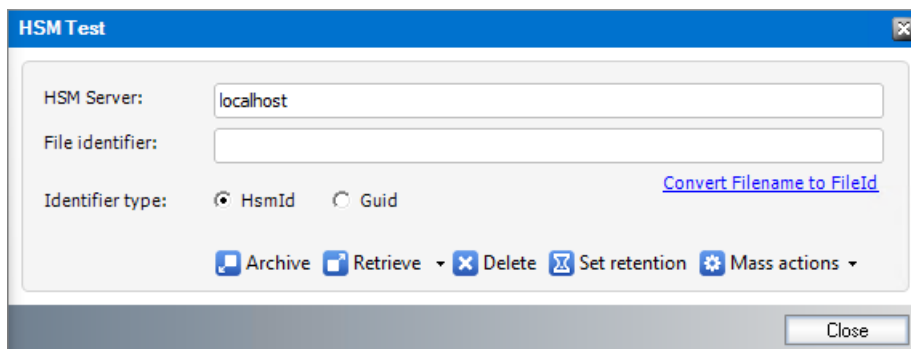 HSM Test
HSM Server: localhost
File identifier:
Convert Filename to FileId
Identifier type: HsmId Guid
Archive Retrieve Delete Set retention Mass actions
Close